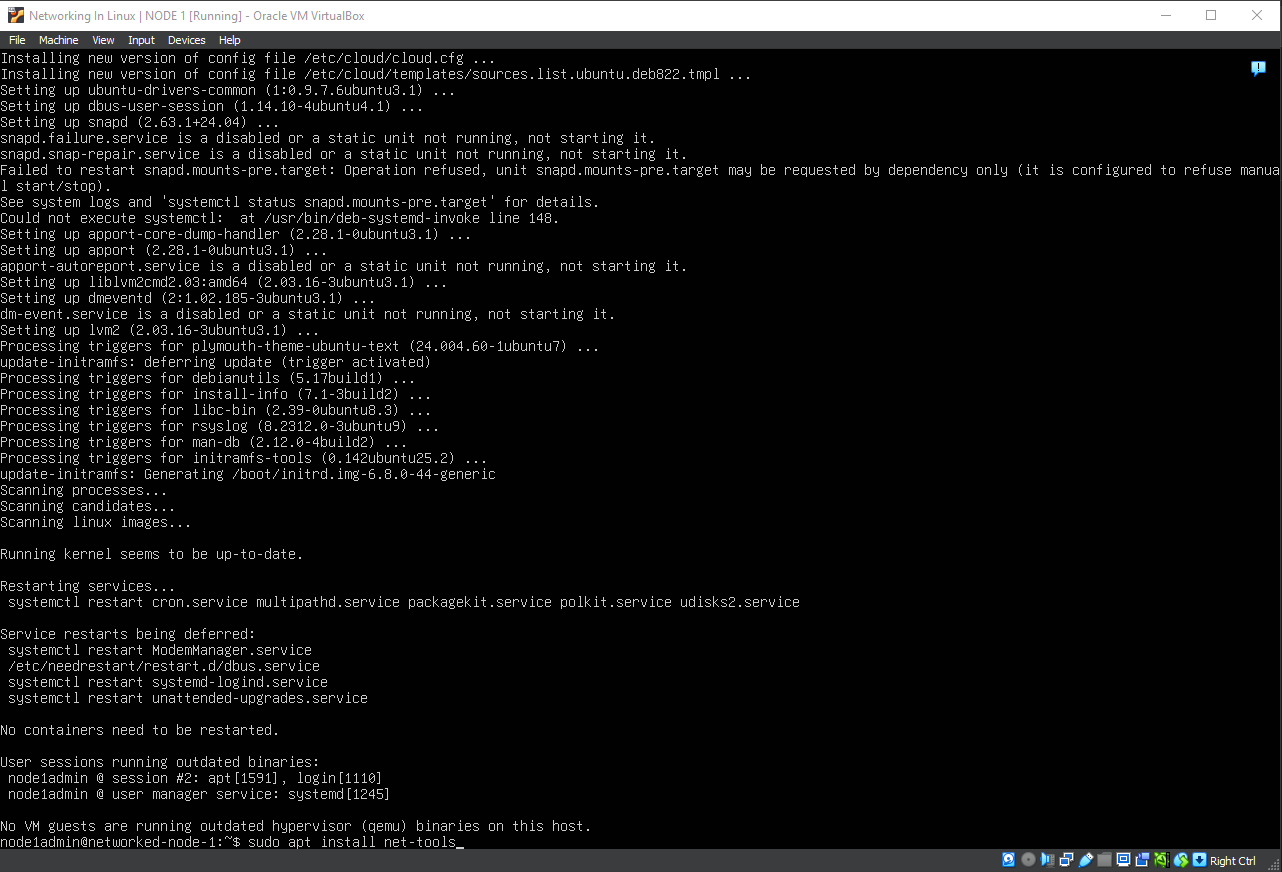 Networking In Linux | NODE 1 [Running] - Oracle VM VirtualBox
File Machine View Input Devices Help
Installing new version of config file /etc/cloud/cloud.cfg ...
Installing new version of config file /etc/cloud/templates/sources.list.ubuntu.deb822.tmpl ...
Setting up ubuntu-drivers-common (1:0.9.7.6ubuntu3.1) ...
Setting up dbus-user-session (1.14.10-4ubuntu4.1) ...
Setting up snapd (2.63.1+24.04) ...
snapd.failure.service is a disabled or a static unit not running, not starting it.
snapd.snap-repair.service is a disabled or a static unit not running, not starting it.
Failed to restart snapd.mounts-pre.target: Operation refused, unit snapd.mounts-pre.target may be requested by dependency only (it is configured to refuse manua
l start/stop).
See system logs and 'systemctl status snapd.mounts-pre.target' for details.
Could not execute systemctl:  at /usr/bin/deb-systemd-invoke line 148.
Setting up apport-core-dump-handler (2.28.1-0ubuntu3.1) ...
Setting up apport (2.28.1-0ubuntu3.1) ...
apport-autoreport.service is a disabled or a static unit not running, not starting it.
Setting up liblvm2cmd2.03:amd64 (2.03.16-3ubuntu3.1) ...
Setting up dmeventd (2:1.02.185-3ubuntu3.1) ...
dm-event.service is a disabled or a static unit not running, not starting it.
Setting up lvm2 (2.03.16-3ubuntu3.1) ...
Processing triggers for plymouth-theme-ubuntu-text (24.004.60-1ubuntu7) ...
update-initramfs: deferring update (trigger activated)
Processing triggers for debianutils (5.17build1) ...
Processing triggers for install-info (7.1-3build2) ...
Processing triggers for libc-bin (2.39-0ubuntu8.3) ...
Processing triggers for rsyslog (8.2312.0-3ubuntu9) ...
Processing triggers for man-db (2.12.0-4build2) ...
Processing triggers for initramfs-tools (0.142ubuntu25.2) ...
update-initramfs: Generating /boot/initrd.img-6.8.0-44-generic
Scanning processes...
Scanning candidates...
Scanning linux images...
Running kernel seems to be up-to-date.
Restarting services...
 systemctl restart cron.service multipathd.service packagekit.service polkit.service udisks2.service
Service restarts being deferred:
 systemctl restart ModemManager.service
 /etc/needrestart/restart.d/dbus.service
 systemctl restart systemd-logind.service
 systemctl restart unattended-upgrades.service
No containers need to be restarted.
User sessions running outdated binaries:
 node1admin @ session #2: apt[1591], login[1110]
 node1admin @ user manager service: systemd[1245]
No VM guests are running outdated hypervisor (qemu) binaries on this host.
node1admin@networked-node-1:~$ sudo apt install net-tools_
Right Ctrl